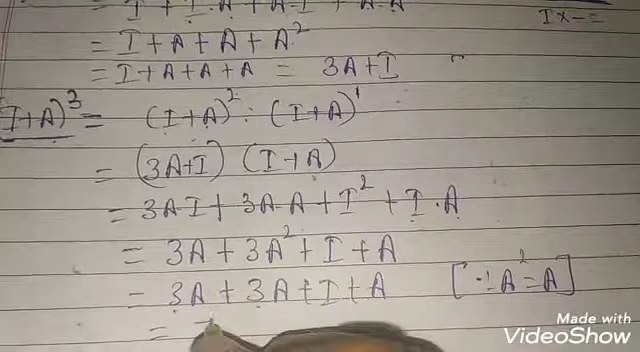 = I + I·A + A·I + A·A
I x - =
= I + A + A + A²
= I + A + A + A = 3A + I
(I+A)³ = (I+A)² · (I+A)¹
= (3A+I) (I+A)
= 3A·I + 3A·A + I² + I·A
= 3A + 3A² + I + A
= 3A + 3A + I + A [∵ A² = A]
=
Made with
VideoShow